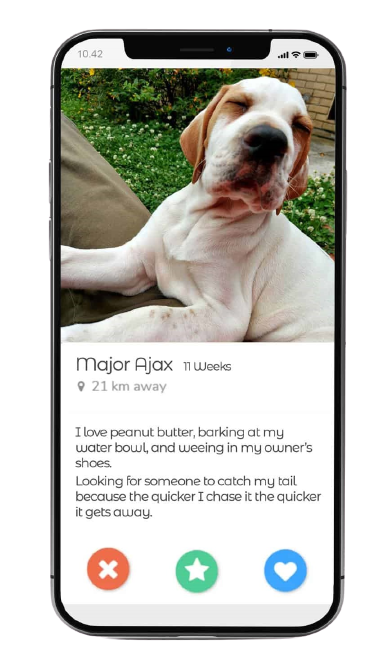 10.42
Major Ajax 11 Weeks
21 km away
I love peanut butter, barking at my
water bowl, and weeing in my owner's
shoes.
Looking for someone to catch my tail
because the quicker I chase it the quicker
it gets away.